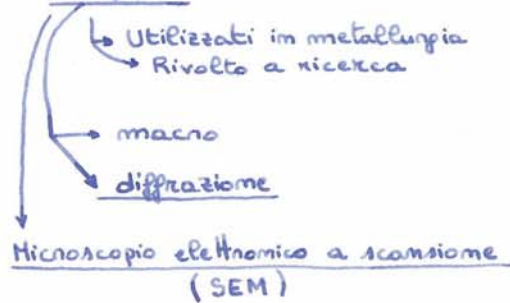 Utilizzati in metallurgia
Rivolto a ricerca
macro
diffrazione
Microscopio elettronico a scansione
(SEM)